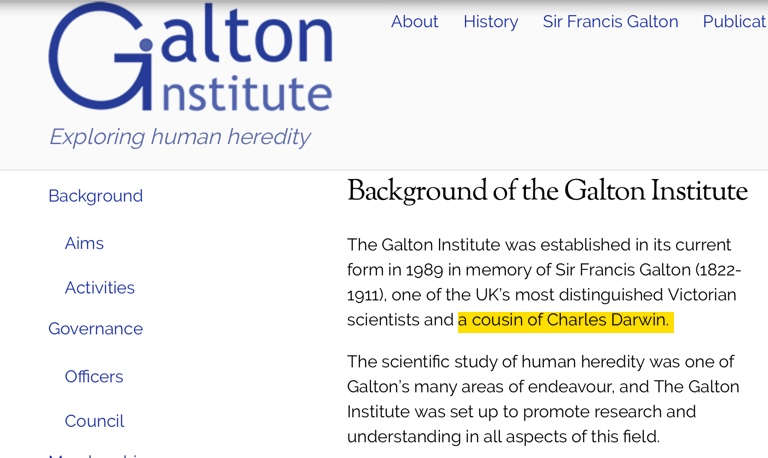 Galton Institute
Exploring human heredity
About History Sir Francis Galton Publicat
Background
Aims
Activities
Governance
Officers
Council
Background of the Galton Institute
The Galton Institute was established in its current
form in 1989 in memory of Sir Francis Galton (1822-
1911), one of the UK's most distinguished Victorian
scientists and a cousin of Charles Darwin.
The scientific study of human heredity was one of
Galton's many areas of endeavour, and The Galton
Institute was set up to promote research and
understanding in all aspects of this field.